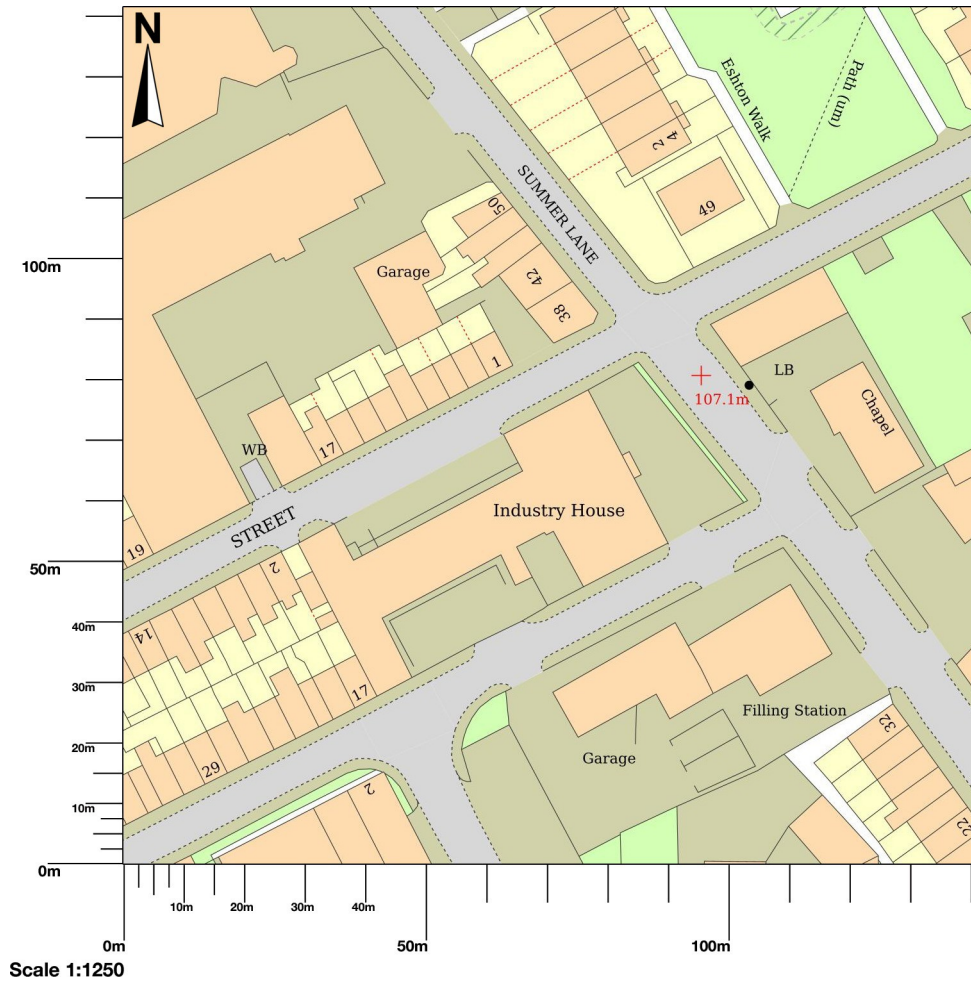 N
Eshton Walk
Path (um)
4
2
SUMMER LANE
49
50
100m
Garage
42
38
1
LB
107.1m
Chapel
17
WB
Industry House
STREET
19
50m
2
14
40m
30m
17
Filling Station
32
20m
29
Garage
2
10m
22
0m
10m
20m
30m
40m
0m
50m
100m
Scale 1:1250